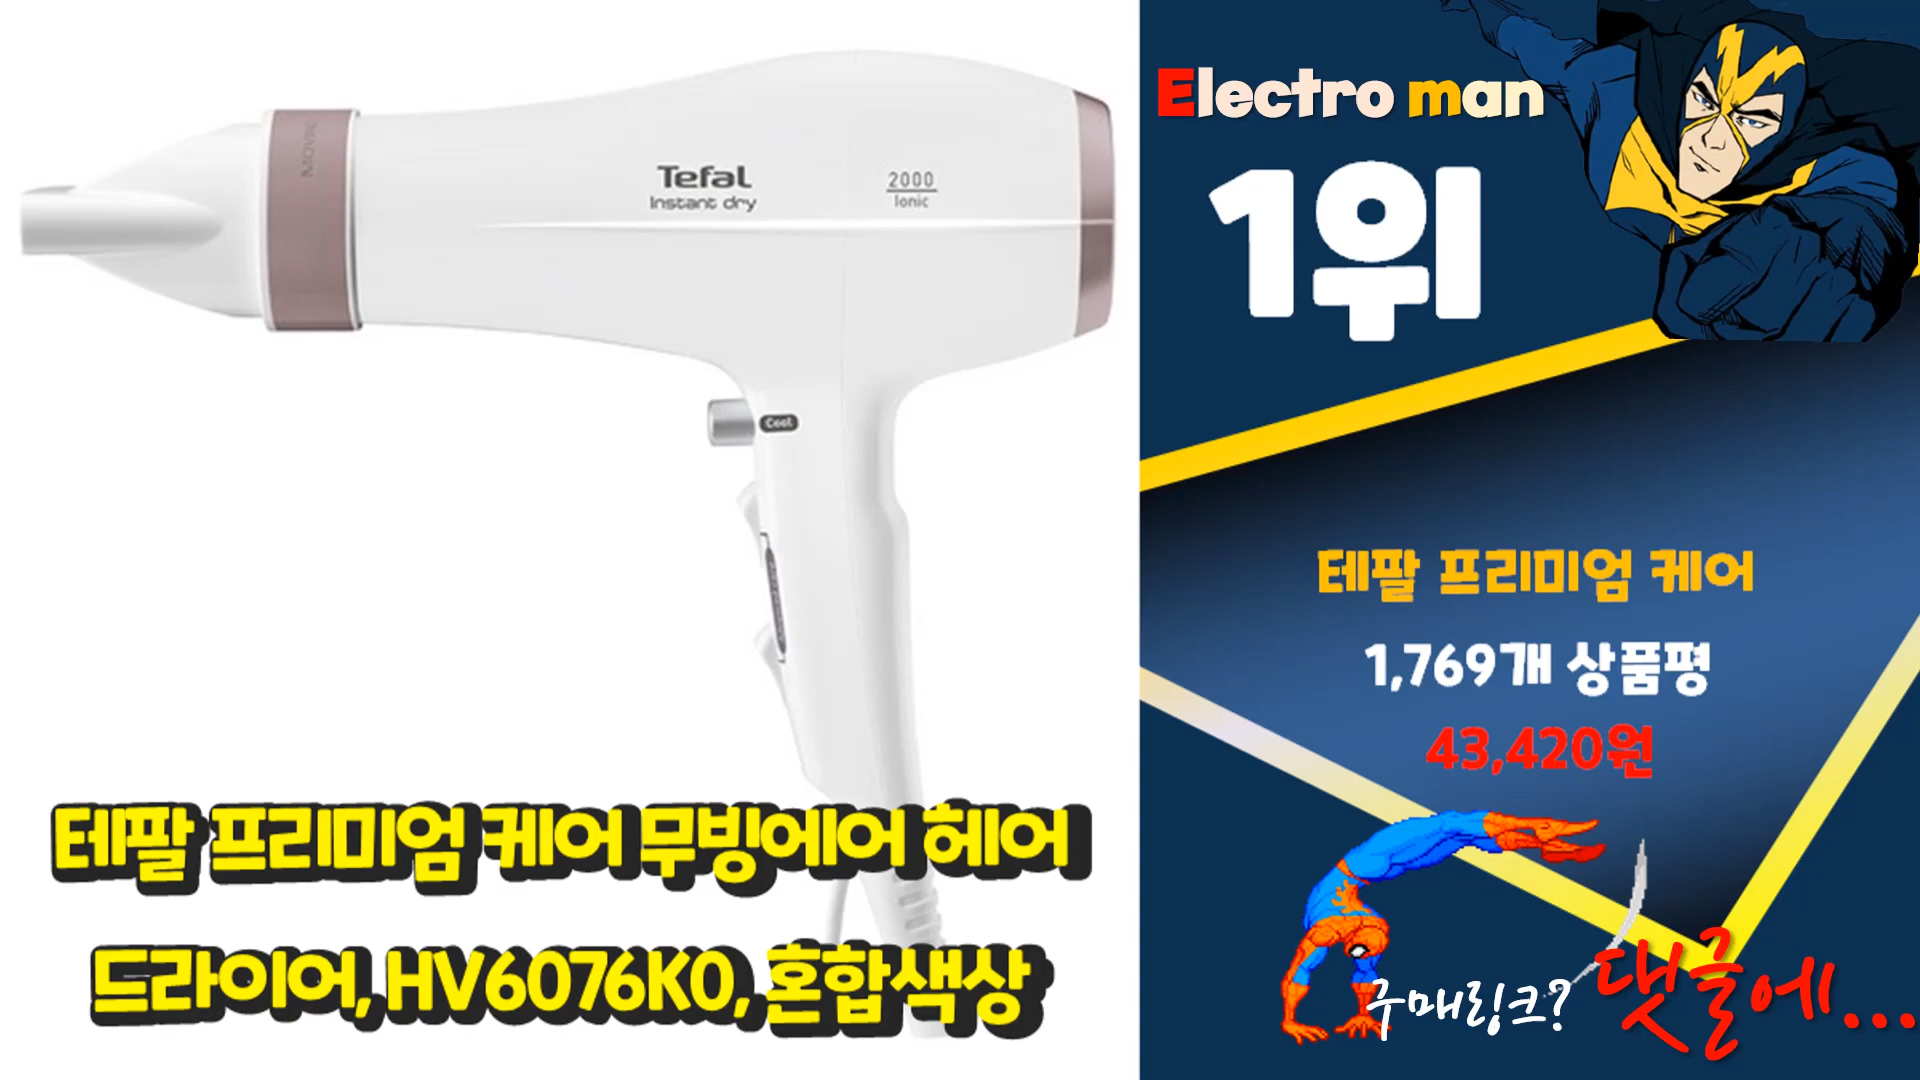 MOVIE
Tefal
Instant dry
2000
Ionic
Cool
테팔 프리미엄 케어 무빙에어 헤어
드라이어, HV6076K0, 혼합색상
Electro man
1위
테팔 프리미엄 케어
1,769개 상품평
43,420원
구매링크? 댓글에...